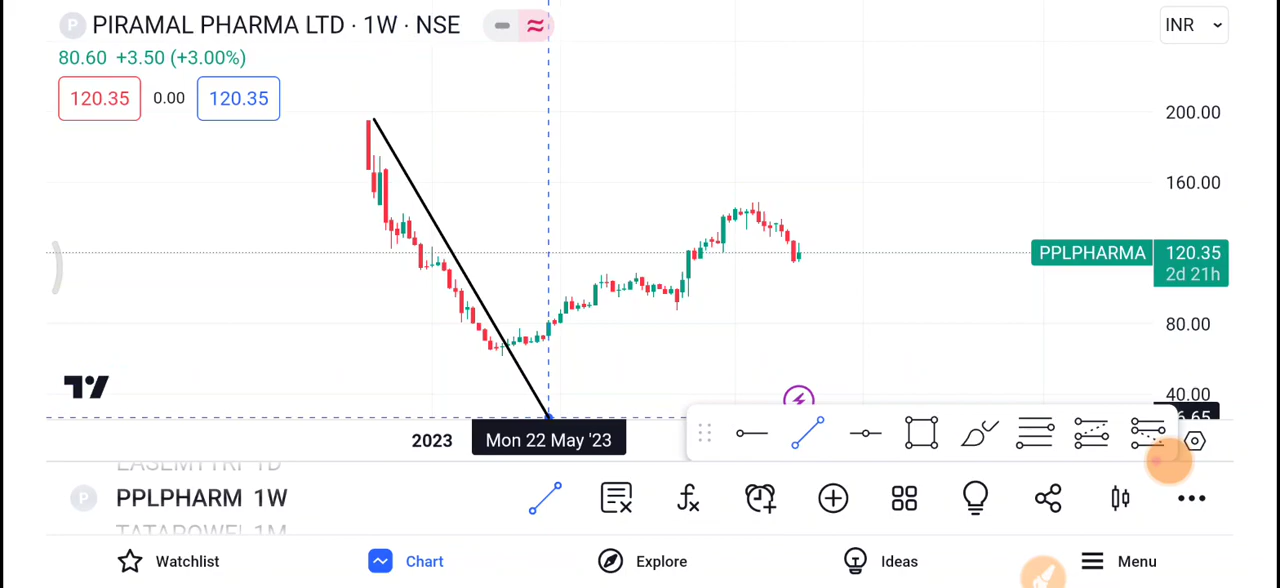 P PIRAMAL PHARMA LTD · 1W · NSE
INR
80.60 +3.50 (+3.00%)
120.35 0.00 120.35
200.00
160.00
PPLPHARMA 120.35
2d 21h
80.00
40.00
6.65
2023 Mon 22 May '23
P PPLPHARM 1W
Watchlist Chart Explore Ideas Menu